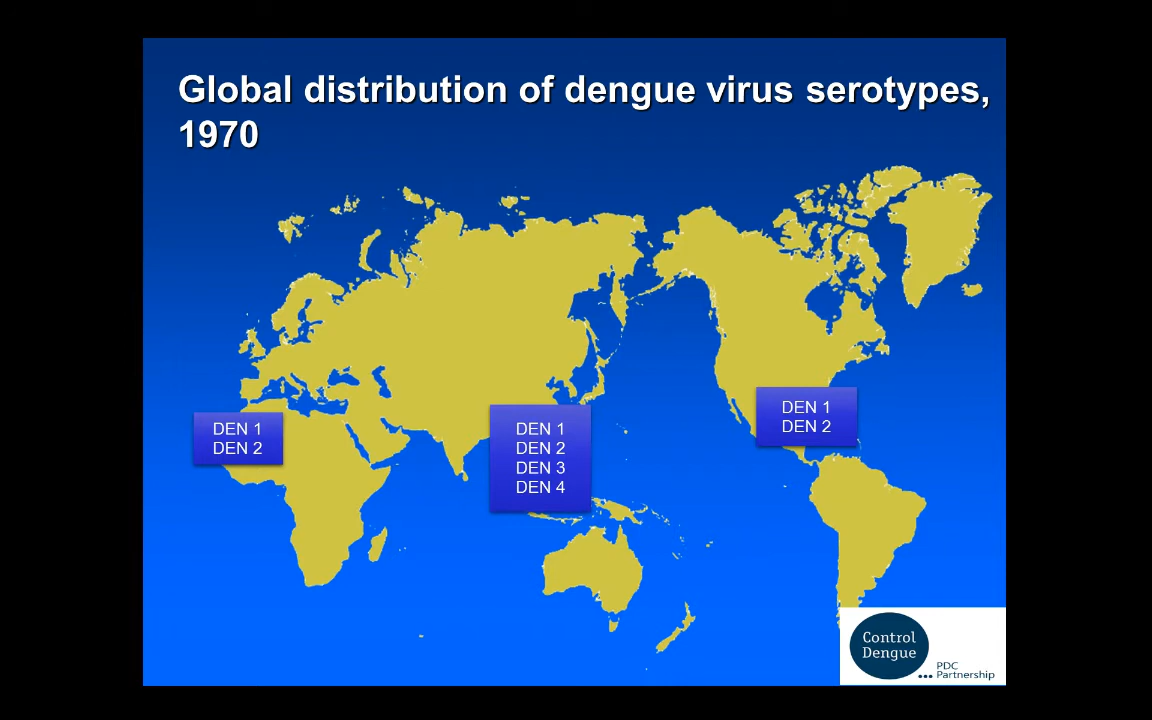 Global distribution of dengue virus serotypes,
1970
DEN 1
DEN 2
DEN 1
DEN 2
DEN 3
DEN 4
DEN 1
DEN 2
Control
Dengue
PDC
Partnership